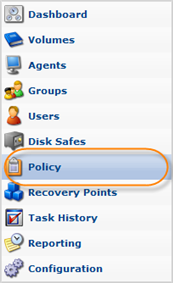 Dashboard
Volumes
Agents
Groups
Users
Disk Safes
Policy
Recovery Points
Task History
Reporting
Configuration